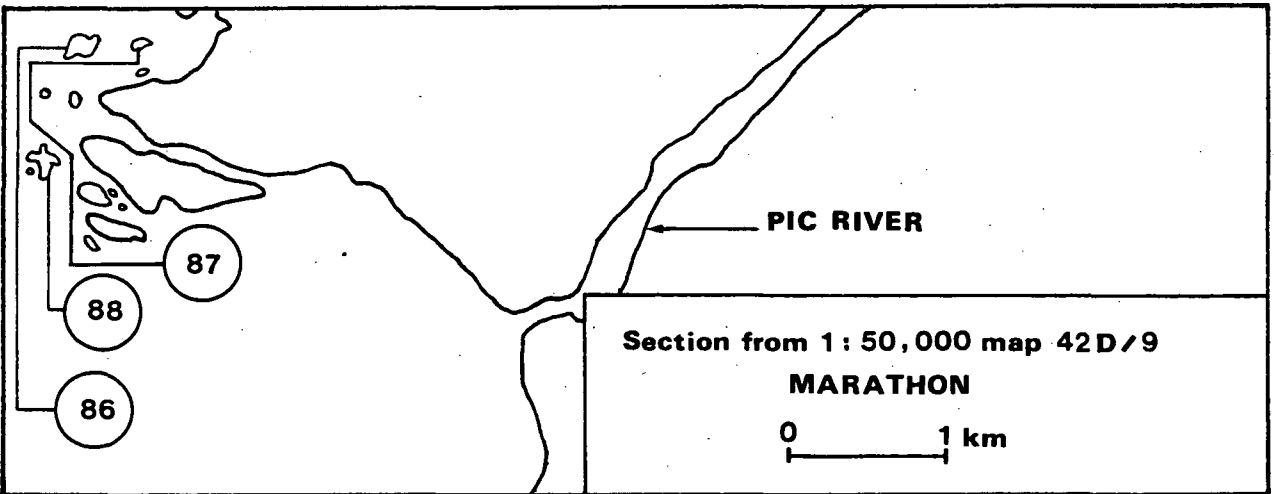 PIC RIVER
87
88
86
Section from 1: 50,000 map 42D/9
MARATHON
0 1 km